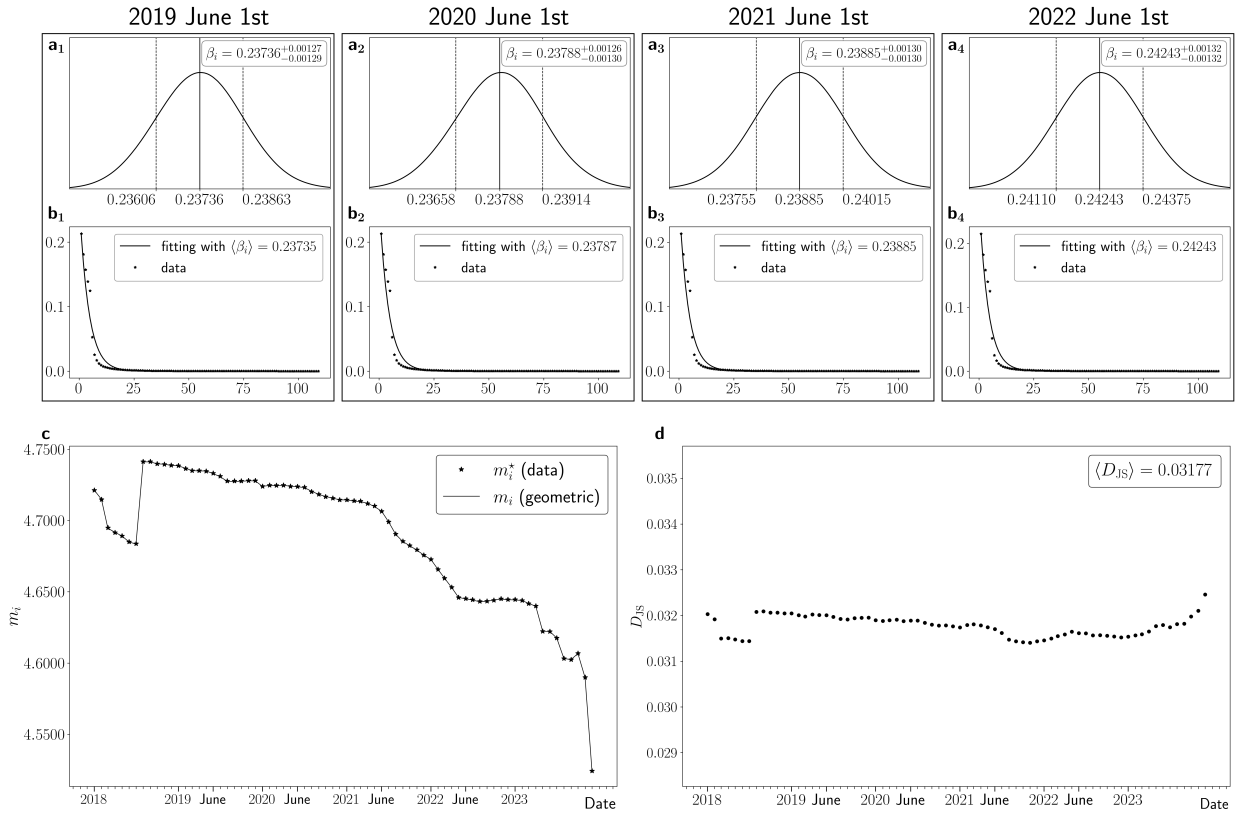 2019 June 1st 2020 June 1st 2021 June 1st 2022 June 1st
a₁ βᵢ = 0.23736 +0.00127 −0.00129
0.23606 0.23736 0.23863
a₂ βᵢ = 0.23788 +0.00126 −0.00130
0.23658 0.23788 0.23914
a₃ βᵢ = 0.23885 +0.00130 −0.00130
0.23755 0.23885 0.24015
a₄ βᵢ = 0.24243 +0.00132 −0.00132
0.24110 0.24243 0.24375
b₁
0.2
0.1
0.0
fitting with ⟨βᵢ⟩ = 0.23735
data
0 25 50 75 100
b₂
0.2
0.1
0.0
fitting with ⟨βᵢ⟩ = 0.23787
data
0 25 50 75 100
b₃
0.2
0.1
0.0
fitting with ⟨βᵢ⟩ = 0.23885
data
0 25 50 75 100
b₄
0.2
0.1
0.0
fitting with ⟨βᵢ⟩ = 0.24243
data
0 25 50 75 100
c
4.7500
4.7000
4.6500
4.6000
4.5500
mᵢ
mᵢ⋆ (data)
mᵢ (geometric)
2018 2019 June 2020 June 2021 June 2022 June 2023
Date
d
0.035
0.034
0.033
0.032
0.031
0.030
0.029
D_JS
⟨D_JS⟩ = 0.03177
2018 2019 June 2020 June 2021 June 2022 June 2023
Date